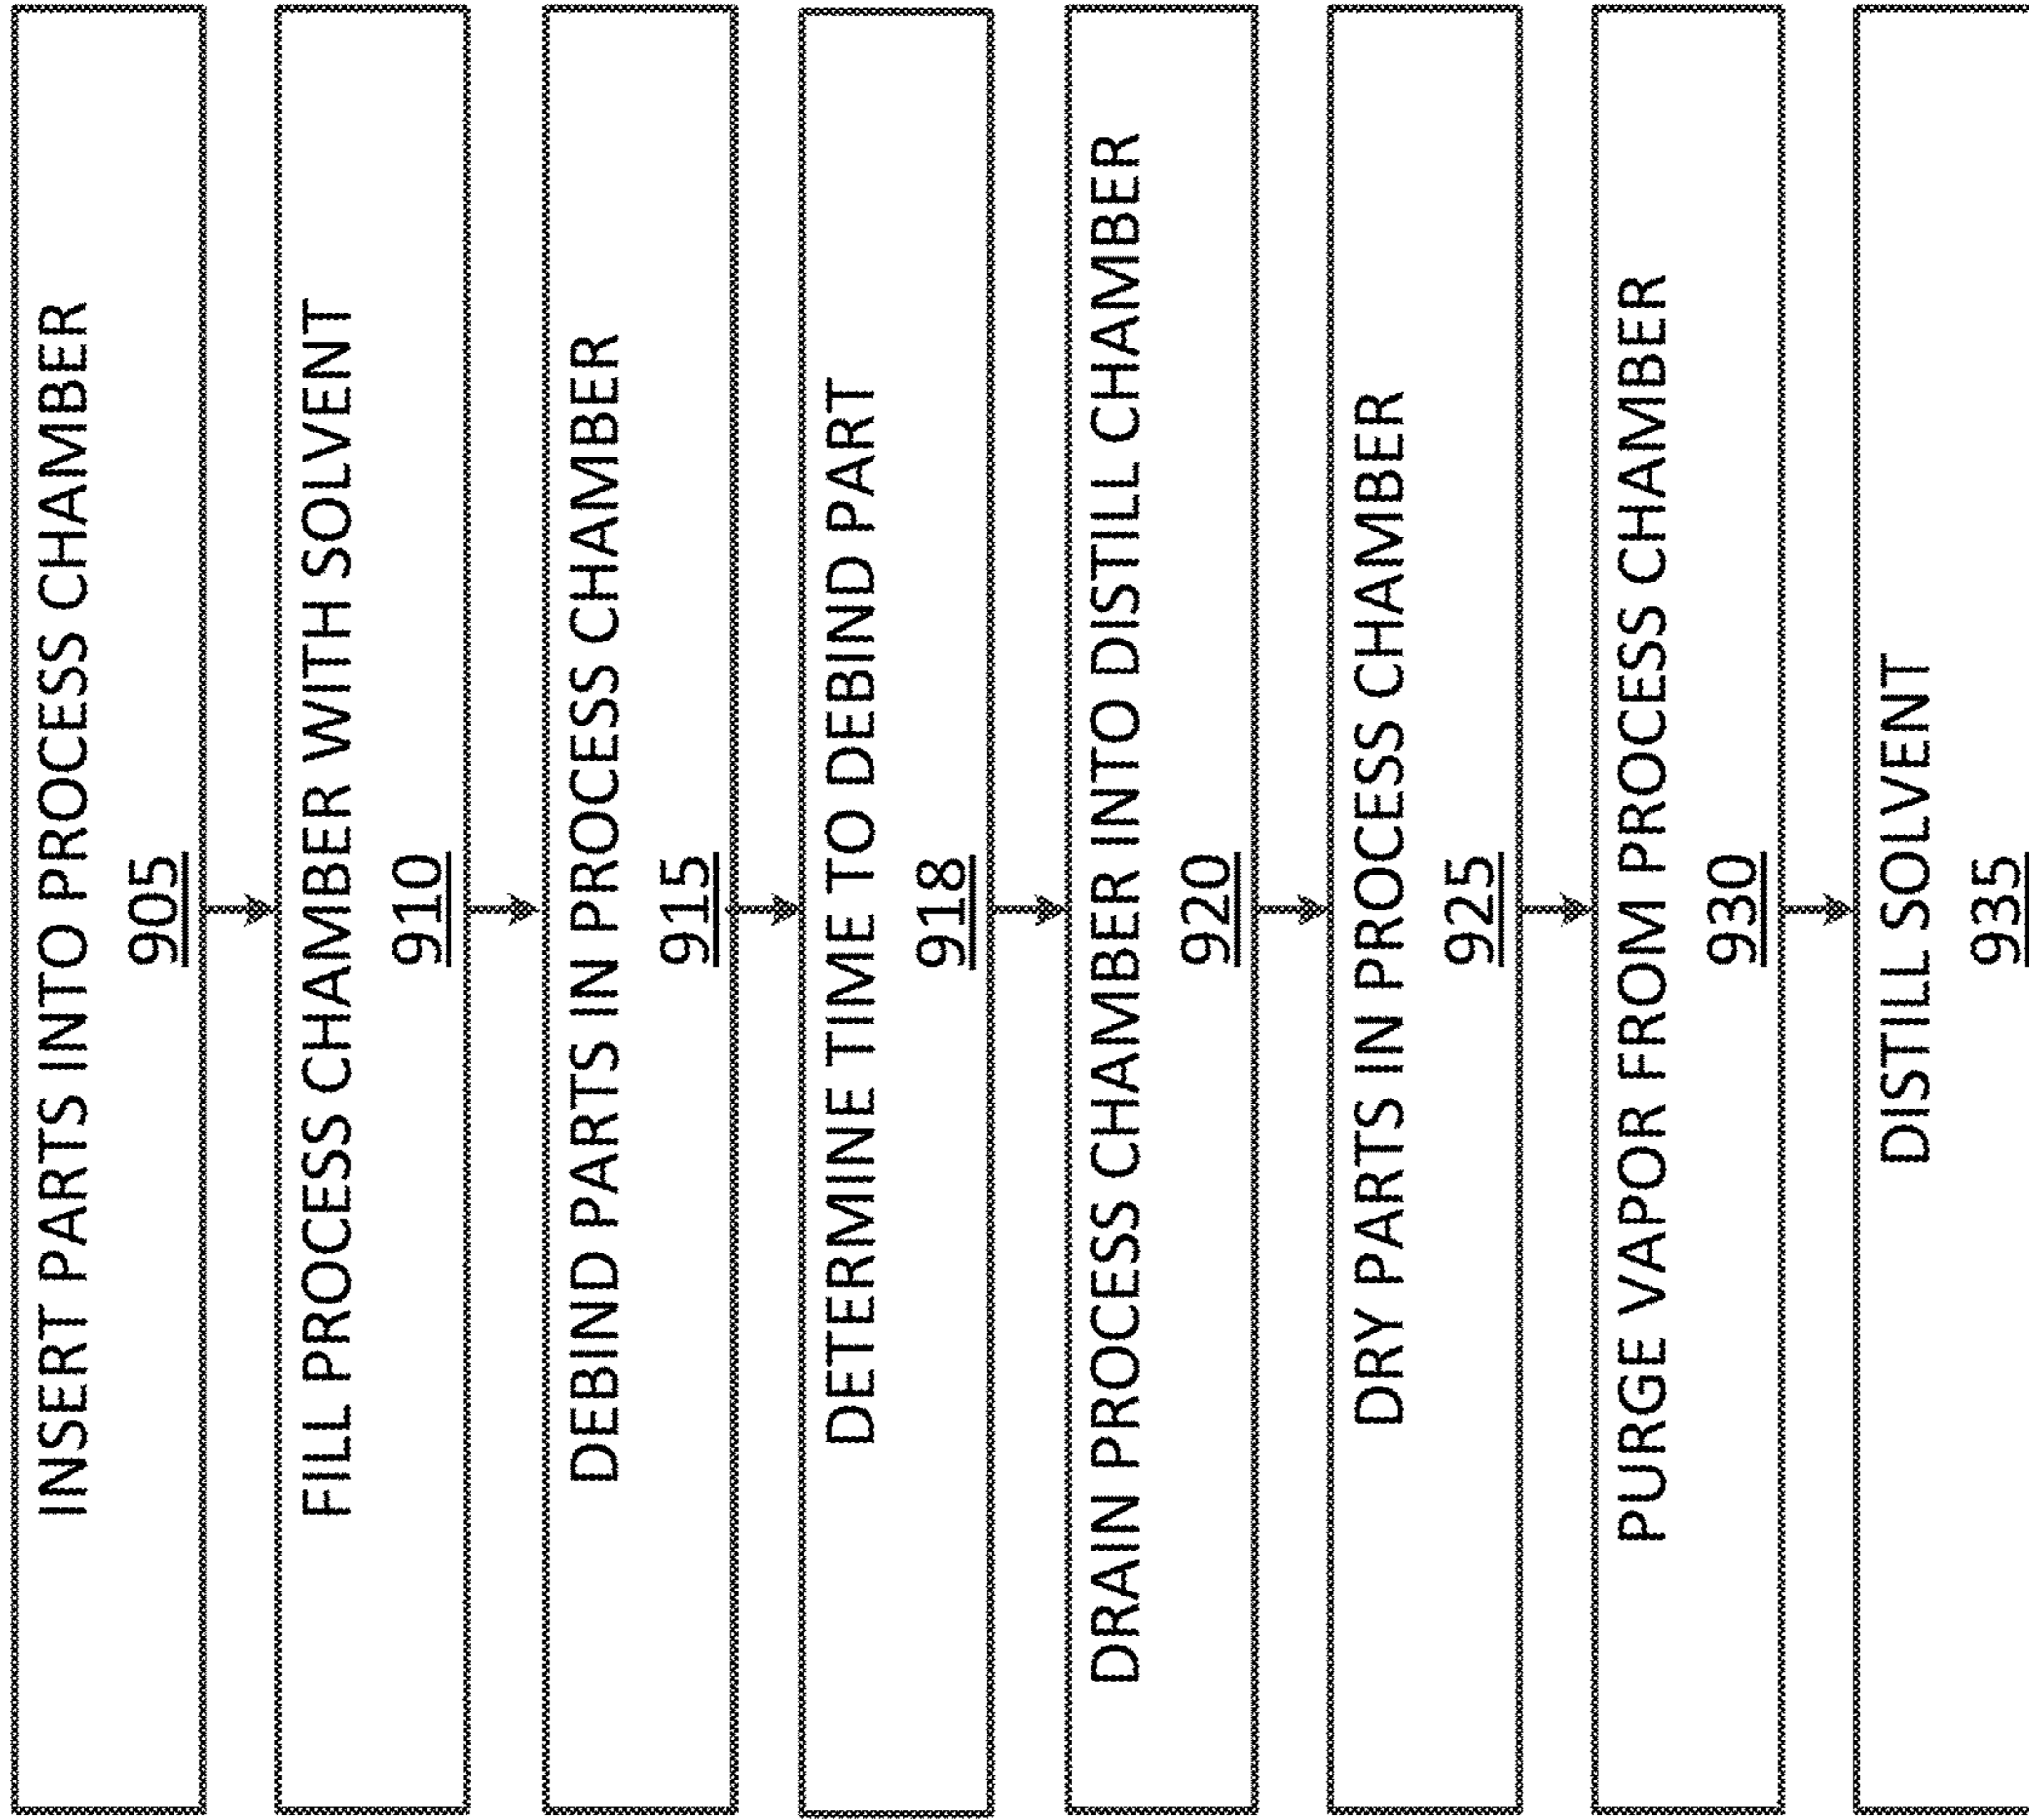 INSERT PARTS INTO PROCESS CHAMBER
905
FILL PROCESS CHAMBER WITH SOLVENT
910
DEBIND PARTS IN PROCESS CHAMBER
915
DETERMINE TIME TO DEBIND PART
918
DRAIN PROCESS CHAMBER INTO DISTILL CHAMBER
920
DRY PARTS IN PROCESS CHAMBER
925
PURGE VAPOR FROM PROCESS CHAMBER
930
DISTILL SOLVENT
935